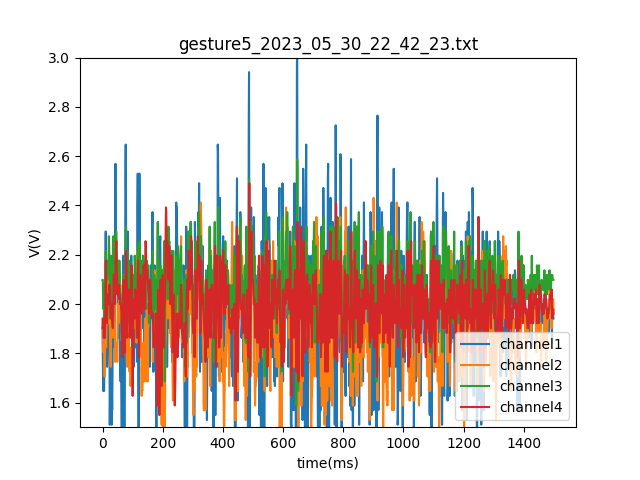 gesture5_2023_05_30_22_42_23.txt
3.0
2.8
2.6
2.4
2.2
2.0
1.8
1.6
V(V)
0 200 400 600 800 1000 1200 1400
time(ms)
channel1
channel2
channel3
channel4